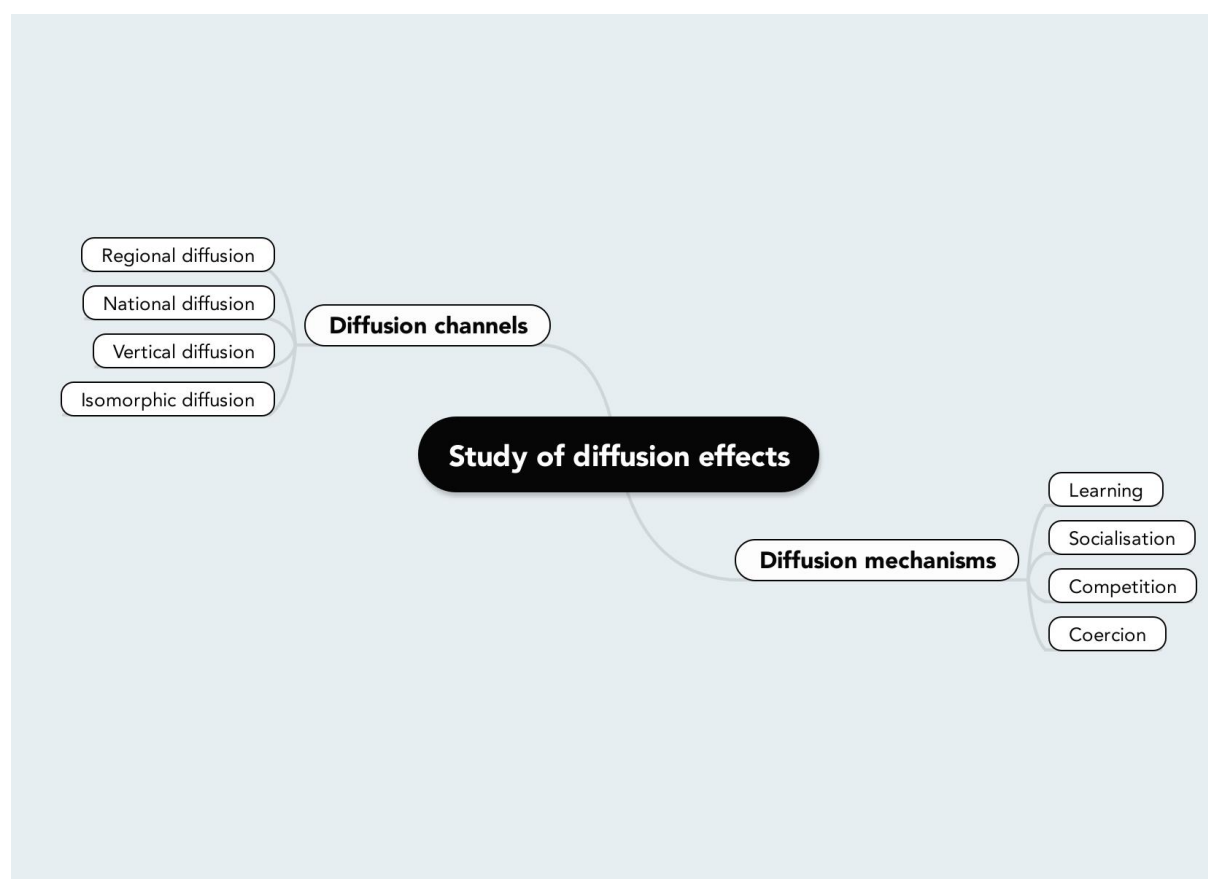 Regional diffusion
National diffusion
Vertical diffusion
Isomorphic diffusion
Diffusion channels
Study of diffusion effects
Diffusion mechanisms
Learning
Socialisation
Competition
Coercion